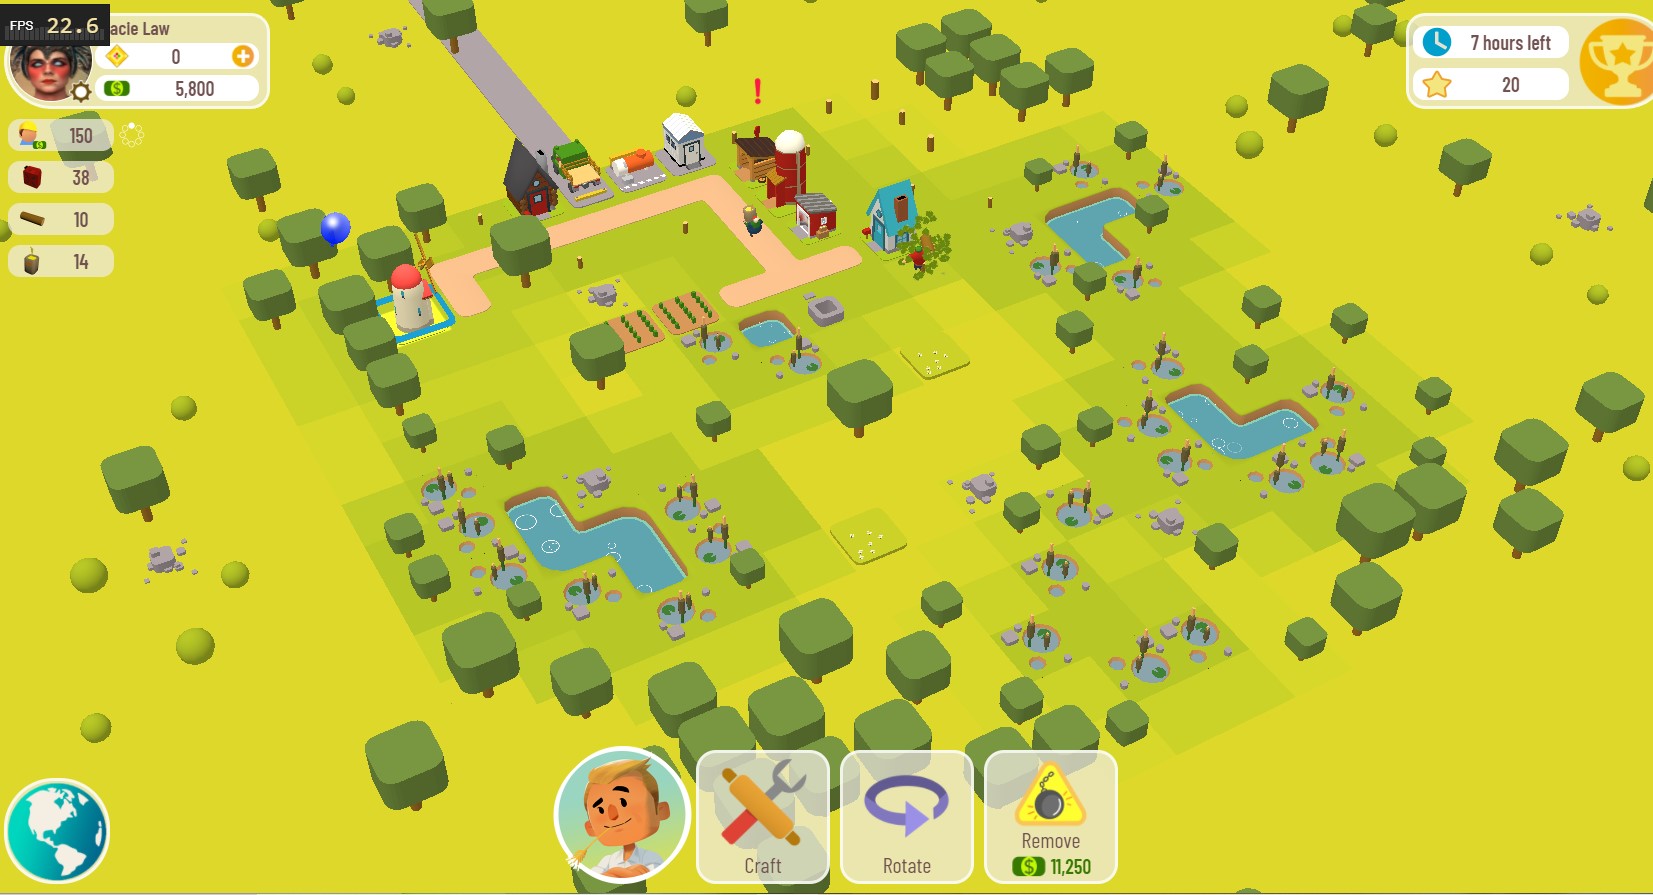 FPS 22.6
acie Law
0
5,800
150
38
10
14
7 hours left
20
Craft
Rotate
Remove
11,250